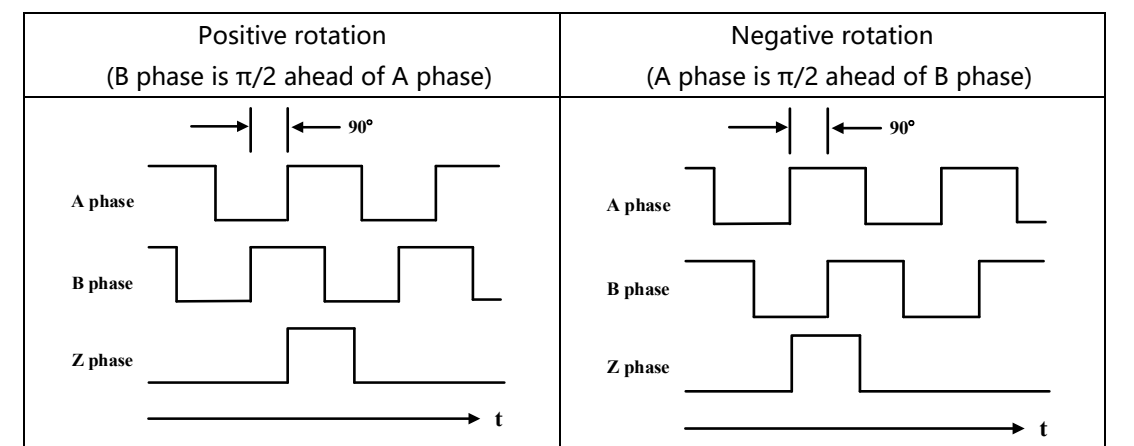 Positive rotation
(B phase is π/2 ahead of A phase)
Negative rotation
(A phase is π/2 ahead of B phase)
90°
A phase
B phase
Z phase
t
90°
A phase
B phase
Z phase
t